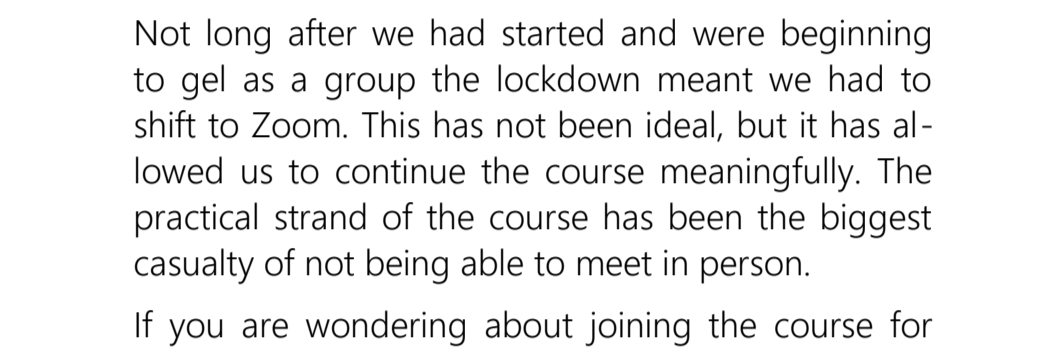 Not long after we had started and were beginning
to gel as a group the lockdown meant we had to
shift to Zoom. This has not been ideal, but it has al-
lowed us to continue the course meaningfully. The
practical strand of the course has been the biggest
casualty of not being able to meet in person.
If you are wondering about joining the course for